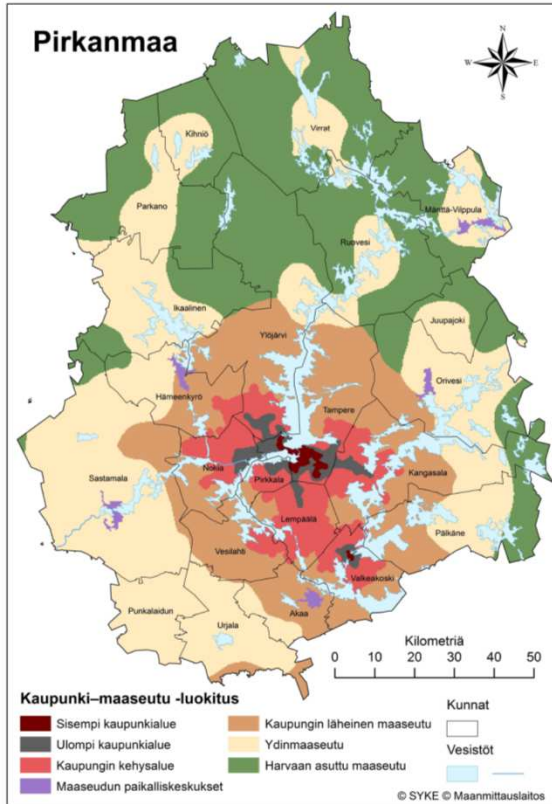 Pirkanmaa
N
W E
S
Kihniö
Virrat
Parkano
Mänttä-Vilppula
Ruovesi
Ikaalinen
Juupajoki
Ylöjärvi
Hämeenkyrö
Orivesi
Tampere
Sastamala
Nokia
Pirkkala
Kangasala
Lempäälä
Pälkäne
Vesilahti
Valkeakoski
Punkalaidun
Akaa
Urjala
Kilometriä
0 10 20 30 40 50
Kaupunki–maaseutu -luokitus
Sisempi kaupunkialue
Ulompi kaupunkialue
Kaupungin kehysalue
Maaseudun paikalliskeskukset
Kaupungin läheinen maaseutu
Ydinmaaseutu
Harvaan asuttu maaseutu
Kunnat
Vesistöt
© SYKE © Maanmittauslaitos